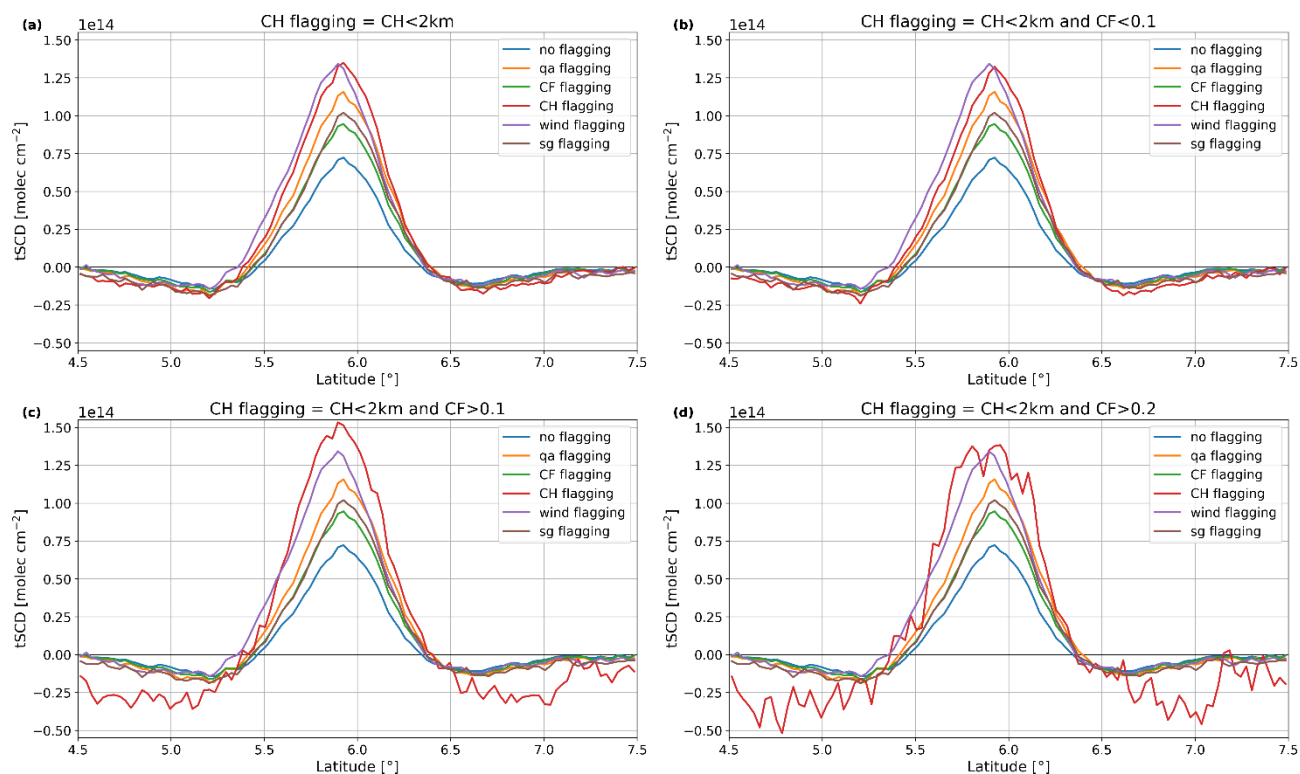 (a)
1e14
CH flagging = CH<2km
1.50
1.25
1.00
0.75
0.50
0.25
0.00
−0.25
−0.50
tSCD [molec cm⁻²]
no flagging
qa flagging
CF flagging
CH flagging
wind flagging
sg flagging
4.5 5.0 5.5 6.0 6.5 7.0 7.5
Latitude [°]
(b)
1e14
CH flagging = CH<2km and CF<0.1
1.50
1.25
1.00
0.75
0.50
0.25
0.00
−0.25
−0.50
tSCD [molec cm⁻²]
no flagging
qa flagging
CF flagging
CH flagging
wind flagging
sg flagging
4.5 5.0 5.5 6.0 6.5 7.0 7.5
Latitude [°]
(c)
1e14
CH flagging = CH<2km and CF>0.1
1.50
1.25
1.00
0.75
0.50
0.25
0.00
−0.25
−0.50
tSCD [molec cm⁻²]
no flagging
qa flagging
CF flagging
CH flagging
wind flagging
sg flagging
4.5 5.0 5.5 6.0 6.5 7.0 7.5
Latitude [°]
(d)
1e14
CH flagging = CH<2km and CF>0.2
1.50
1.25
1.00
0.75
0.50
0.25
0.00
−0.25
−0.50
tSCD [molec cm⁻²]
no flagging
qa flagging
CF flagging
CH flagging
wind flagging
sg flagging
4.5 5.0 5.5 6.0 6.5 7.0 7.5
Latitude [°]